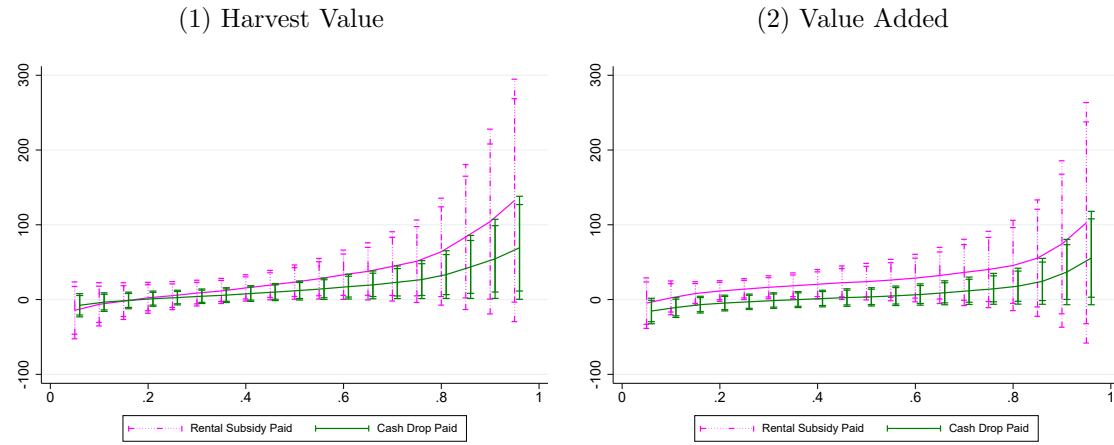 (1) Harvest Value
(2) Value Added
300
200
100
0
-100
0 .2 .4 .6 .8 1
Rental Subsidy Paid Cash Drop Paid
300
200
100
0
-100
0 .2 .4 .6 .8 1
Rental Subsidy Paid Cash Drop Paid